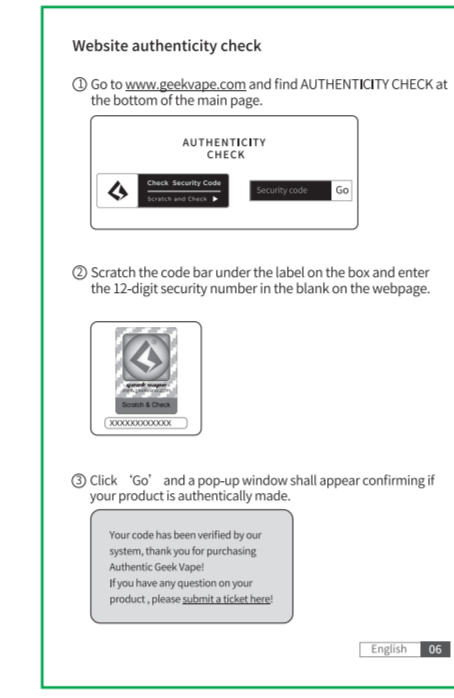 Website authenticity check
① Go to www.geekvape.com and find AUTHENTICITY CHECK at
the bottom of the main page.
AUTHENTICITY
CHECK
Check Security Code
Scratch and Check ▶
Security code
Go
② Scratch the code bar under the label on the box and enter
the 12-digit security number in the blank on the webpage.
geek vape
Scratch & Check
XXXXXXXXXXXX
③ Click ‘Go’ and a pop-up window shall appear confirming if
your product is authentically made.
Your code has been verified by our
system, thank you for purchasing
Authentic Geek Vape!
If you have any question on your
product , please submit a ticket here!
English 06